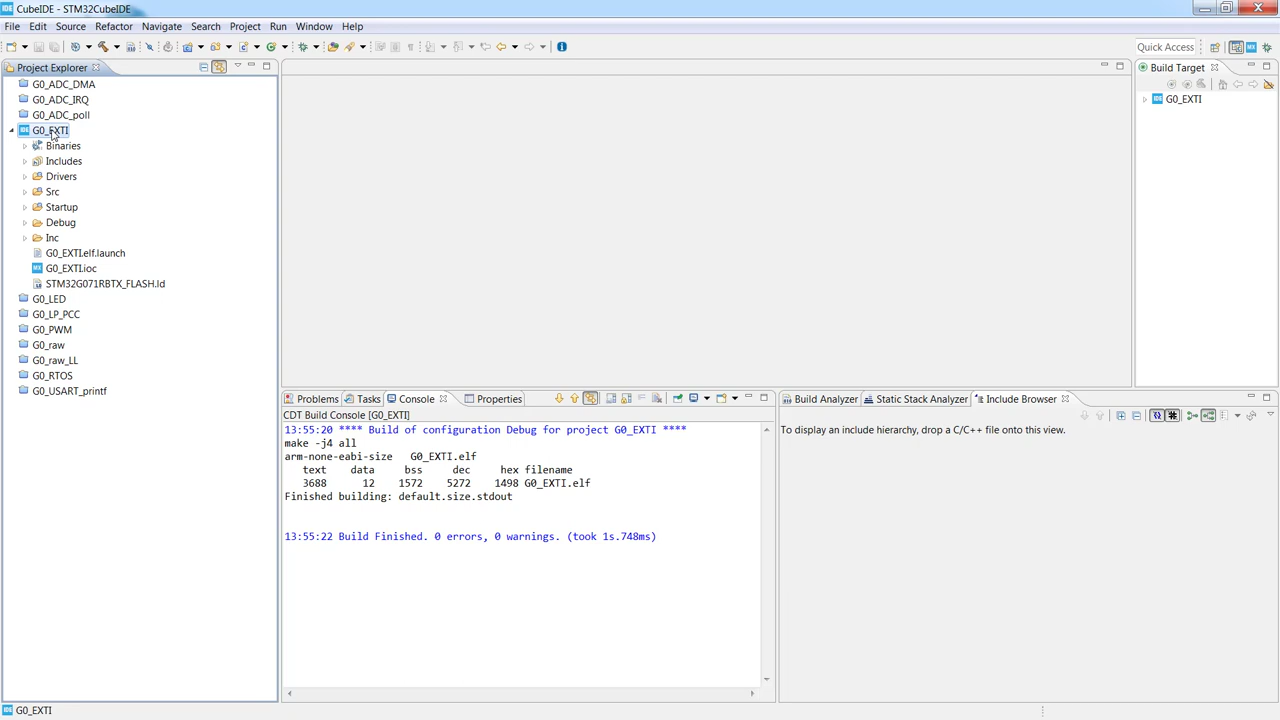 CubeIDE - STM32CubeIDE
File Edit Source Refactor Navigate Search Project Run Window Help
Quick Access
Project Explorer
G0_ADC_DMA
G0_ADC_IRQ
G0_ADC_poll
G0_EXTI
Binaries
Includes
Drivers
Src
Startup
Debug
Inc
G0_EXTI.elf.launch
G0_EXTI.ioc
STM32G071RBTX_FLASH.ld
G0_LED
G0_LP_PCC
G0_PWM
G0_raw
G0_raw_LL
G0_RTOS
G0_USART_printf
Build Target
G0_EXTI
Problems Tasks Console Properties
CDT Build Console [G0_EXTI]
13:55:20 **** Build of configuration Debug for project G0_EXTI ****
make -j4 all
arm-none-eabi-size G0_EXTI.elf
text data bss dec hex filename
3688 12 1572 5272 1498 G0_EXTI.elf
Finished building: default.size.stdout
13:55:22 Build Finished. 0 errors, 0 warnings. (took 1s.748ms)
Build Analyzer Static Stack Analyzer Include Browser
To display an include hierarchy, drop a C/C++ file onto this view.
G0_EXTI